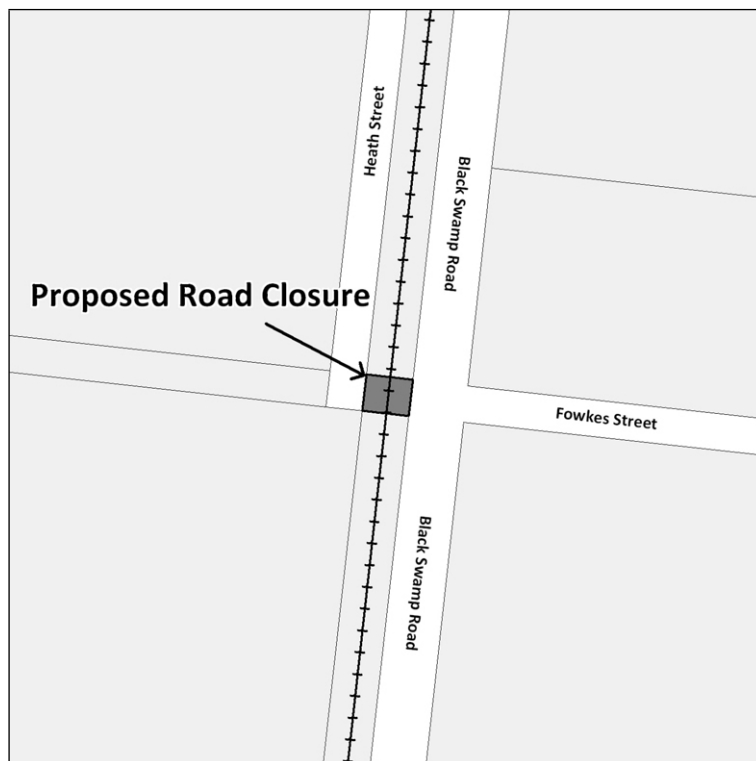 Heath Street
Black Swamp Road
Proposed Road Closure
Fowkes Street
Black Swamp Road